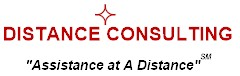 DISTANCE CONSULTING
"Assistance at A Distance"SM